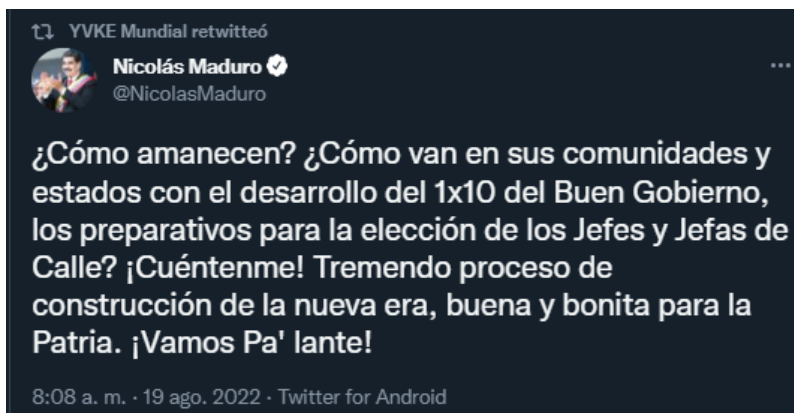 YVKE Mundial retwitteó
Nicolás Maduro
@NicolasMaduro
¿Cómo amanecen? ¿Cómo van en sus comunidades y
estados con el desarrollo del 1x10 del Buen Gobierno,
los preparativos para la elección de los Jefes y Jefas de
Calle? ¡Cuéntenme! Tremendo proceso de
construcción de la nueva era, buena y bonita para la
Patria. ¡Vamos Pa' lante!
8:08 a. m. · 19 ago. 2022 · Twitter for Android